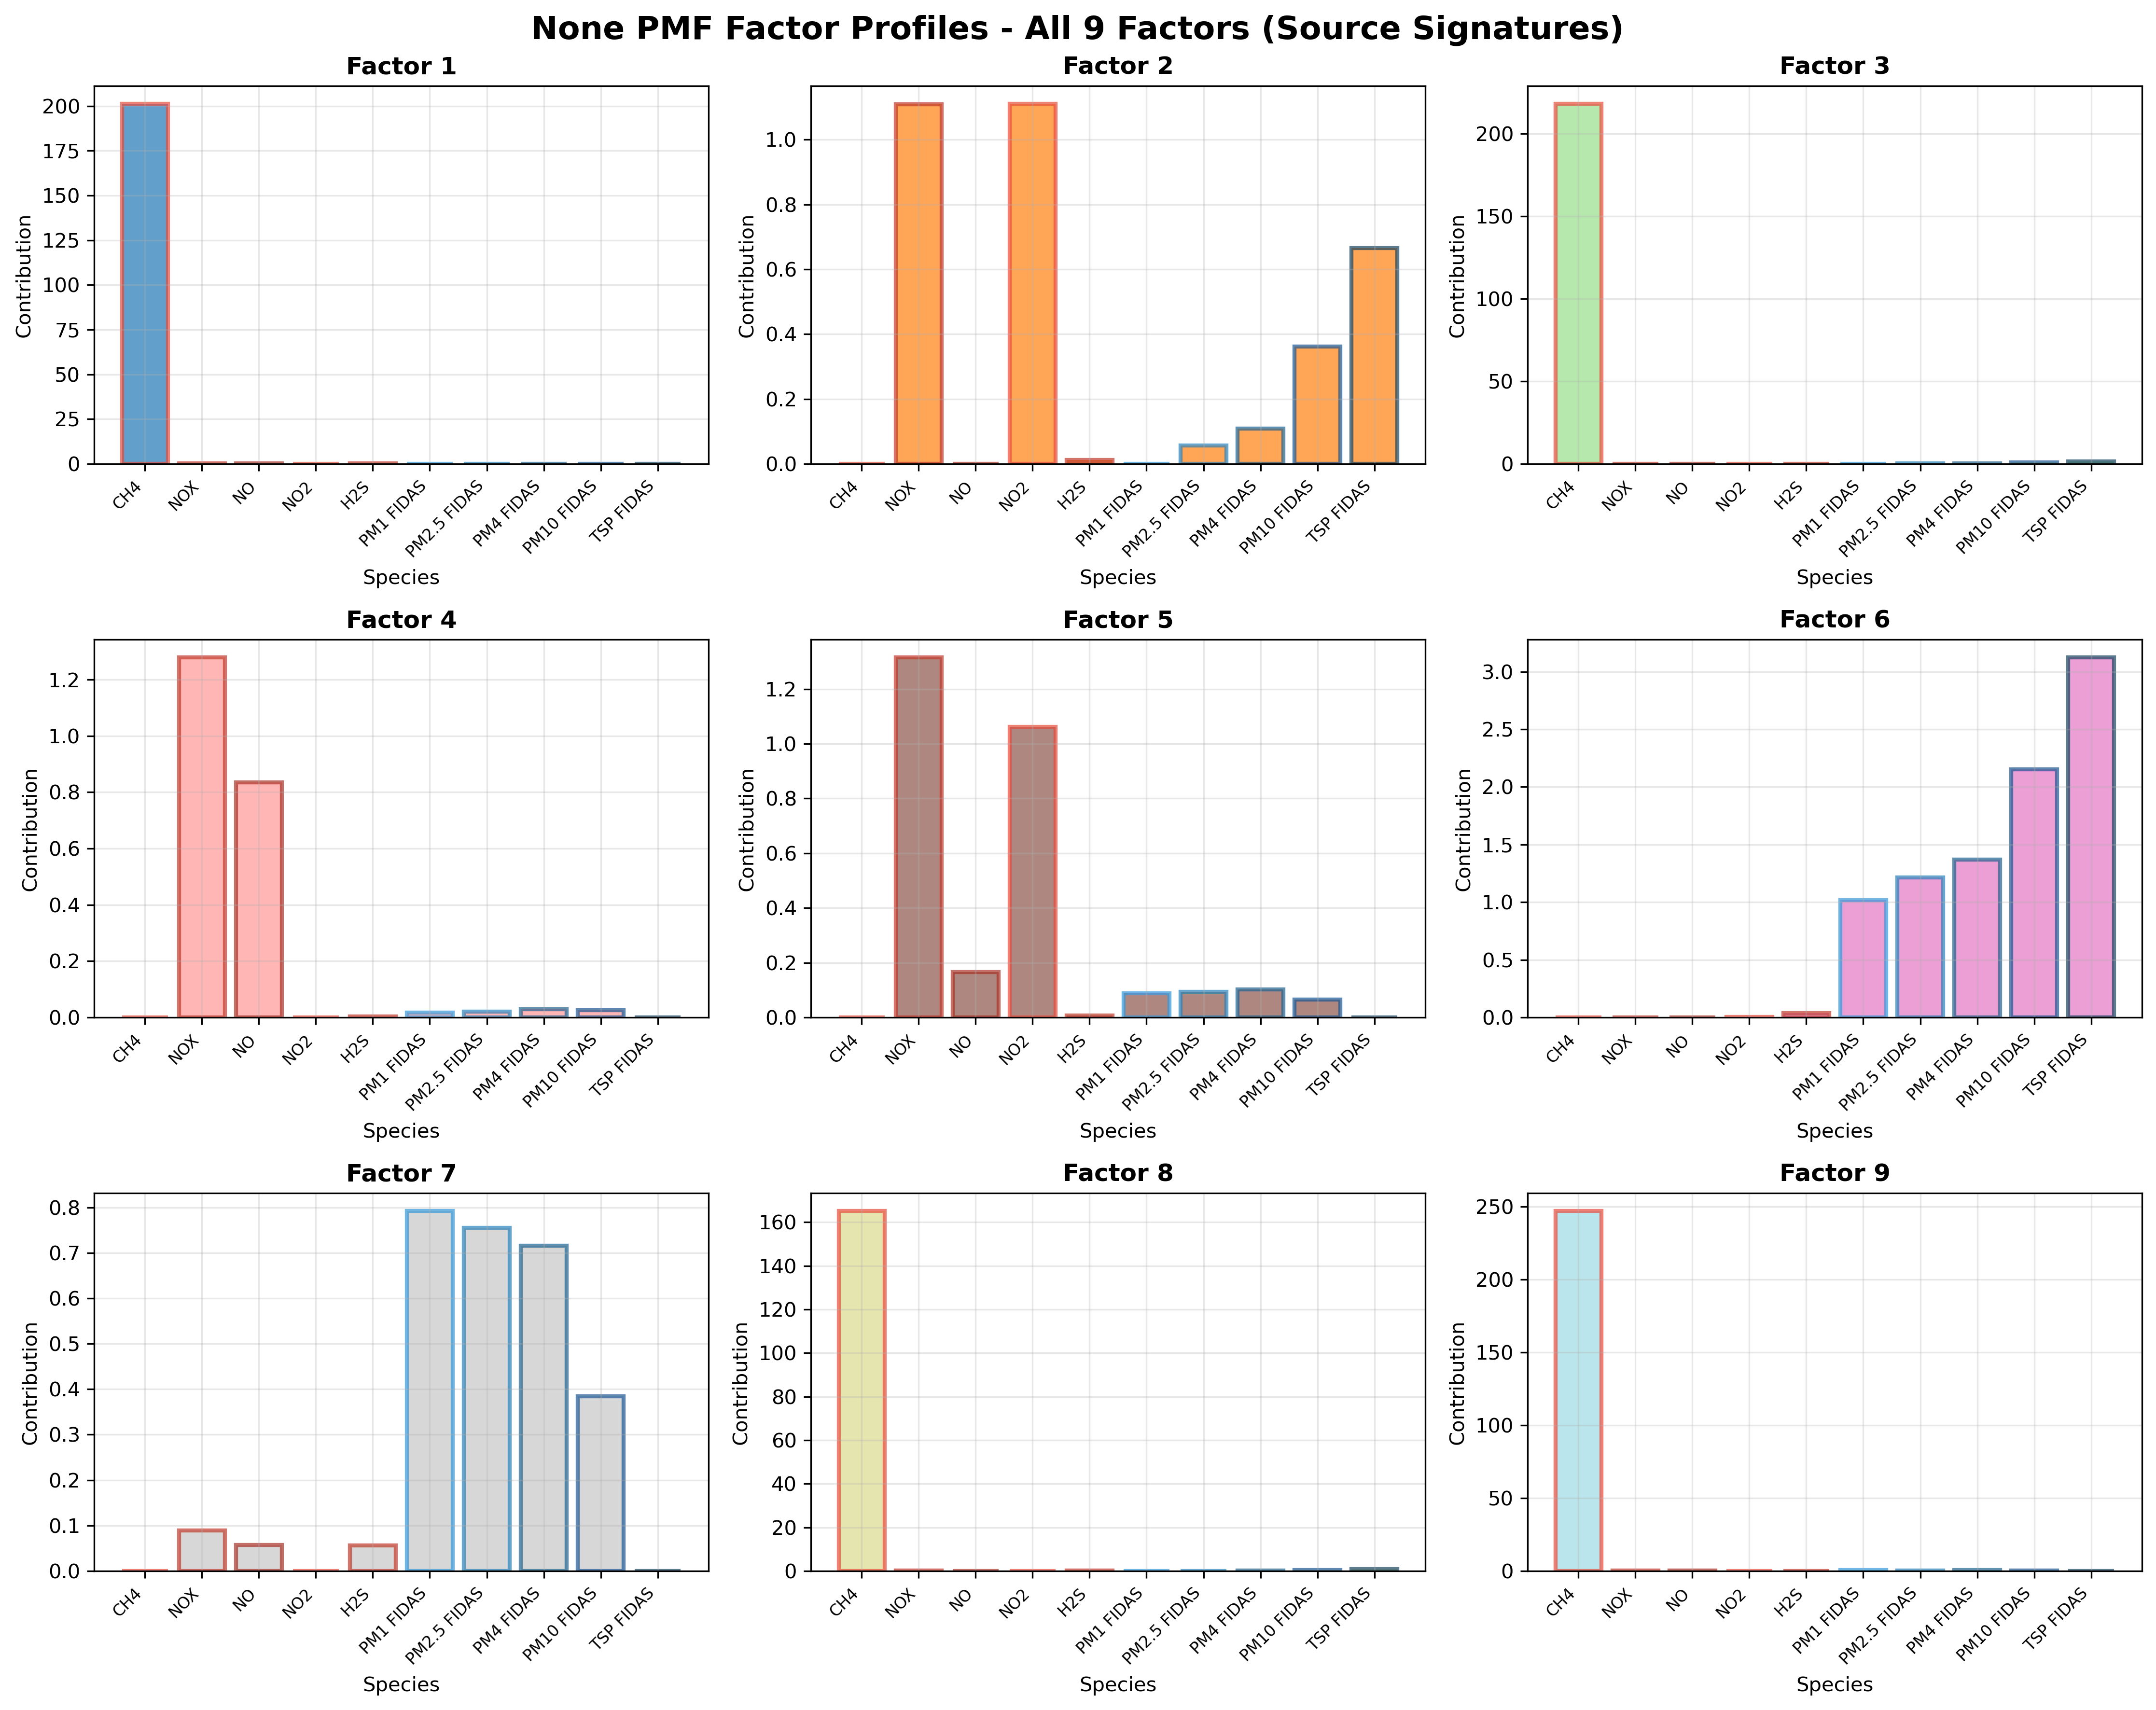 None PMF Factor Profiles - All 9 Factors (Source Signatures)
Factor 1
Contribution
200
175
150
125
100
75
50
25
0
CH4
NOX
NO
NO2
H2S
PM1 FIDAS
PM2.5 FIDAS
PM4 FIDAS
PM10 FIDAS
TSP FIDAS
Species
Factor 2
Contribution
1.0
0.8
0.6
0.4
0.2
0.0
CH4
NOX
NO
NO2
H2S
PM1 FIDAS
PM2.5 FIDAS
PM4 FIDAS
PM10 FIDAS
TSP FIDAS
Species
Factor 3
Contribution
200
150
100
50
0
CH4
NOX
NO
NO2
H2S
PM1 FIDAS
PM2.5 FIDAS
PM4 FIDAS
PM10 FIDAS
TSP FIDAS
Species
Factor 4
Contribution
1.2
1.0
0.8
0.6
0.4
0.2
0.0
CH4
NOX
NO
NO2
H2S
PM1 FIDAS
PM2.5 FIDAS
PM4 FIDAS
PM10 FIDAS
TSP FIDAS
Species
Factor 5
Contribution
1.2
1.0
0.8
0.6
0.4
0.2
0.0
CH4
NOX
NO
NO2
H2S
PM1 FIDAS
PM2.5 FIDAS
PM4 FIDAS
PM10 FIDAS
TSP FIDAS
Species
Factor 6
Contribution
3.0
2.5
2.0
1.5
1.0
0.5
0.0
CH4
NOX
NO
NO2
H2S
PM1 FIDAS
PM2.5 FIDAS
PM4 FIDAS
PM10 FIDAS
TSP FIDAS
Species
Factor 7
Contribution
0.8
0.7
0.6
0.5
0.4
0.3
0.2
0.1
0.0
CH4
NOX
NO
NO2
H2S
PM1 FIDAS
PM2.5 FIDAS
PM4 FIDAS
PM10 FIDAS
TSP FIDAS
Species
Factor 8
Contribution
160
140
120
100
80
60
40
20
0
CH4
NOX
NO
NO2
H2S
PM1 FIDAS
PM2.5 FIDAS
PM4 FIDAS
PM10 FIDAS
TSP FIDAS
Species
Factor 9
Contribution
250
200
150
100
50
0
CH4
NOX
NO
NO2
H2S
PM1 FIDAS
PM2.5 FIDAS
PM4 FIDAS
PM10 FIDAS
TSP FIDAS
Species